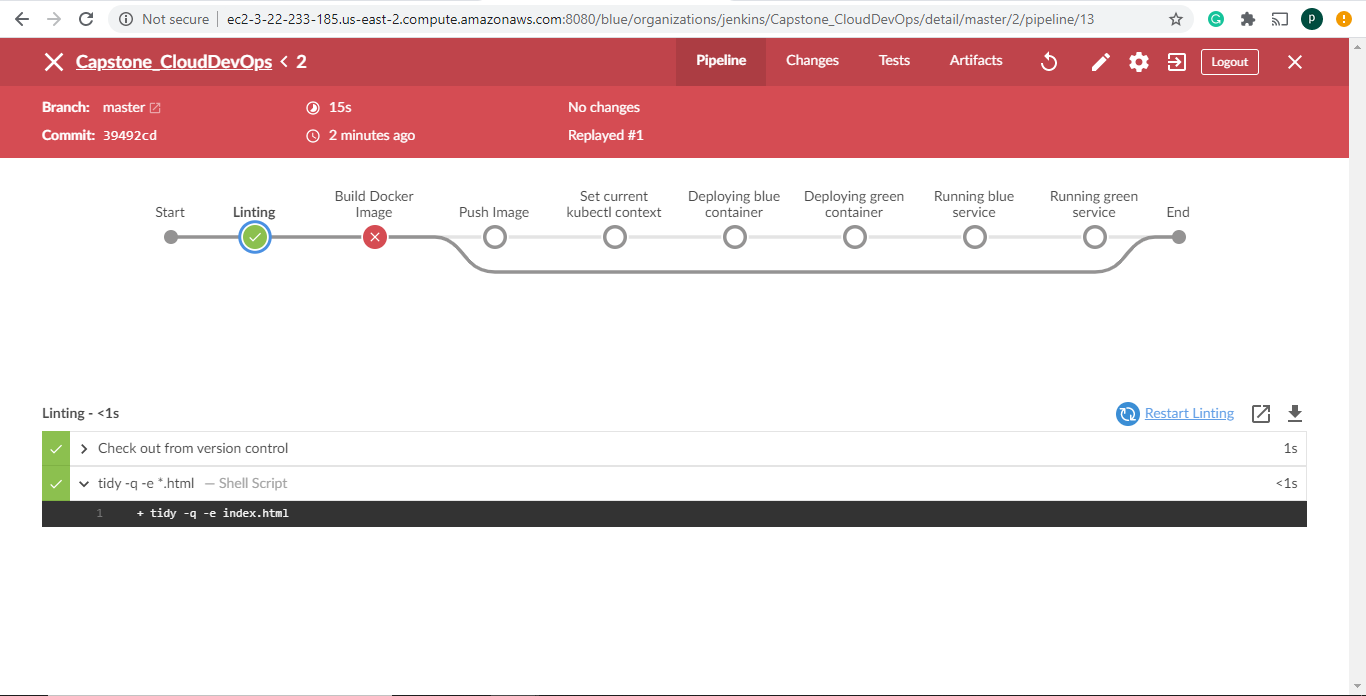 Not secure | ec2-3-22-233-185.us-east-2.compute.amazonaws.com:8080/blue/organizations/jenkins/Capstone_CloudDevOps/detail/master/2/pipeline/13
P
Capstone_CloudDevOps < 2
Pipeline Changes Tests Artifacts Logout
Branch: master 15s No changes
Commit: 39492cd 2 minutes ago Replayed #1
Start
Linting
Build Docker
Image
Push Image
Set current
kubectl context
Deploying blue
container
Deploying green
container
Running blue
service
Running green
service
End
Linting - <1s Restart Linting
Check out from version control 1s
tidy -q -e *.html — Shell Script <1s
1 + tidy -q -e index.html